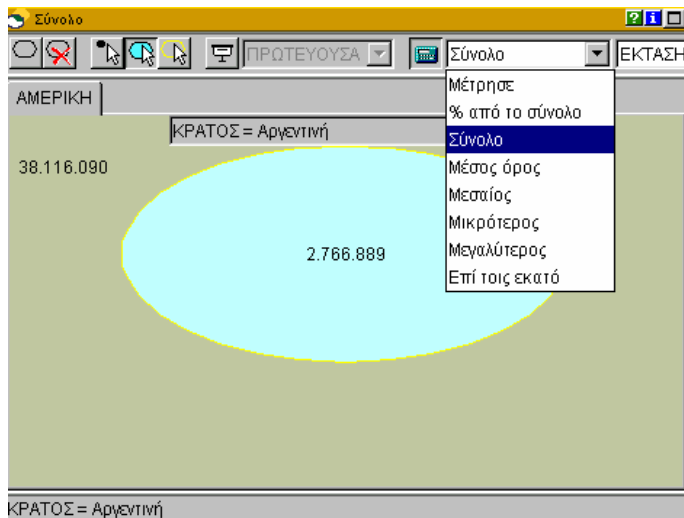 Σύνολο
ΠΡΩΤΕΥΟΥΣΑ Σύνολο ΕΚΤΑΣΗ
ΑΜΕΡΙΚΗ
ΚΡΑΤΟΣ = Αργεντινή
38.116.090
2.766.889
Μέτρησε
% από το σύνολο
Σύνολο
Μέσος όρος
Μεσαίος
Μικρότερος
Μεγαλύτερος
Επί τοις εκατό
ΚΡΑΤΟΣ = Αργεντινή